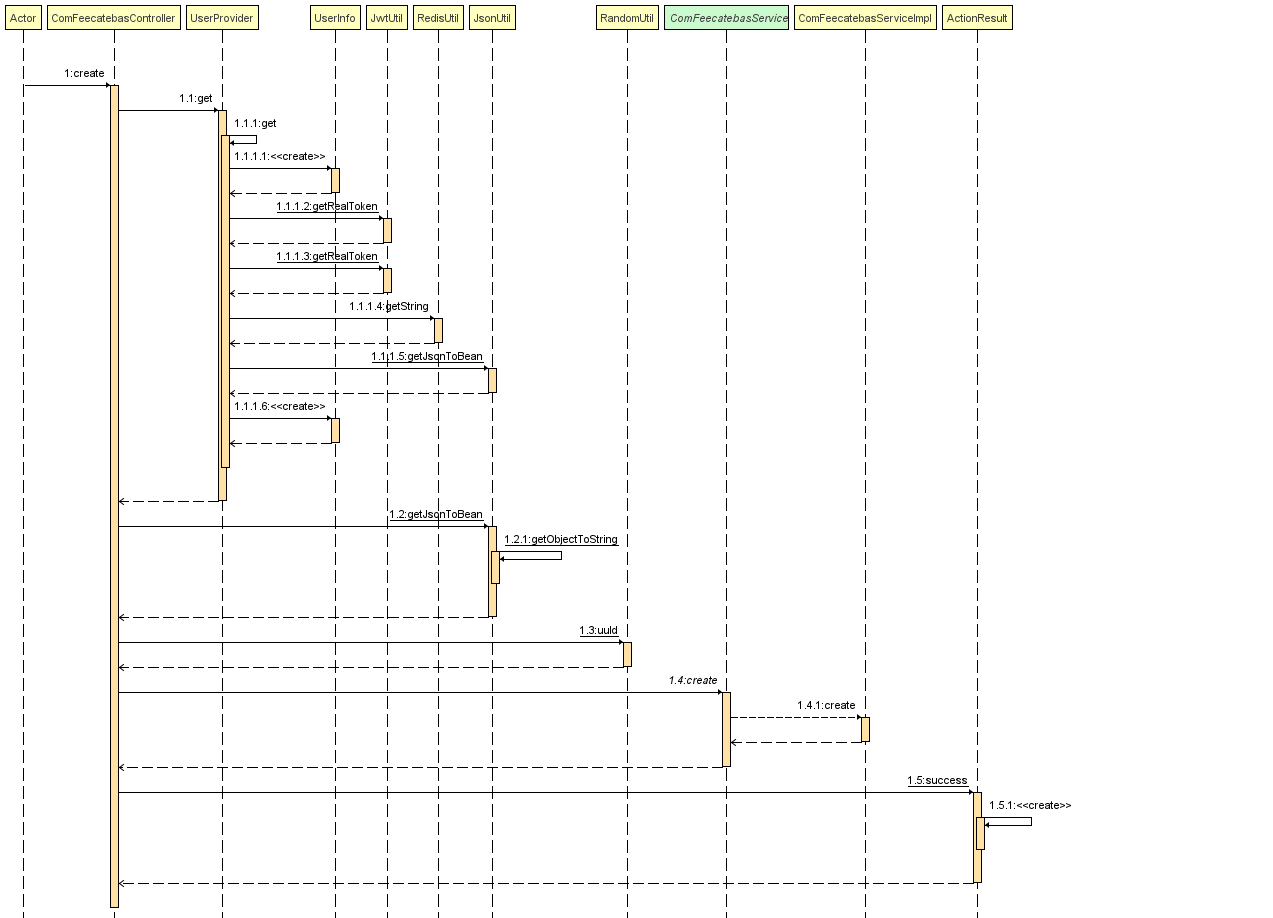 Actor
ComFeecatebasController
UserProvider
UserInfo
JwtUtil
RedisUtil
JsonUtil
RandomUtil
ComFeecatebasService
ComFeecatebasServiceImpl
ActionResult
1:create
1.1:get
1.1.1:get
1.1.1.1:<<create>>
1.1.1.2:getRealToken
1.1.1.3:getRealToken
1.1.1.4:getString
1.1.1.5:getJsonToBean
1.1.1.6:<<create>>
1.2:getJsonToBean
1.2.1:getObjectToString
1.3:uuId
1.4:create
1.4.1:create
1.5:success
1.5.1:<<create>>